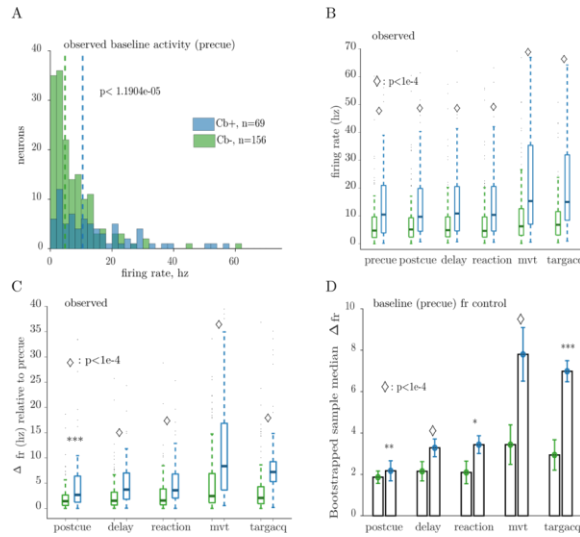 A
observed baseline activity (precue)
p< 1.1904e-05
Cb+, n=69
Cb-, n=156
neurons
40
30
20
10
0
0 20 40 60 80
firing rate, hz
B
observed
◇: p<1e-4
firing rate (hz)
70
60
50
40
30
20
10
0
precue postcue delay reaction mvt targacq
C
observed
◇: p<1e-4
***
Δ fr (hz) relative to precue
40
35
30
25
20
15
10
5
0
postcue delay reaction mvt targacq
D
baseline (precue) fr control
◇: p<1e-4
** * ***
Bootstrapped sample median Δ fr
10
8
6
4
2
0
postcue delay reaction mvt targacq